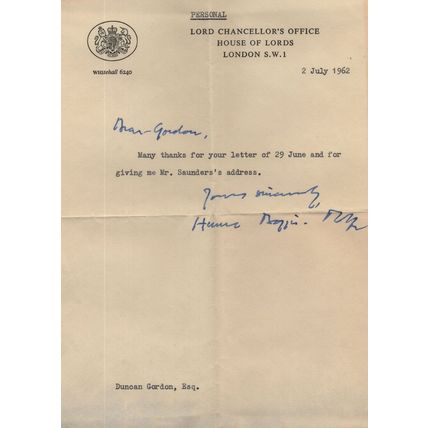 PERSONAL
LORD CHANCELLOR'S OFFICE
HOUSE OF LORDS
LONDON S.W.1
WHITEHALL 6240
2 July 1962
Dear Gordon,
Many thanks for your letter of 29 June and for
giving me Mr. Saunders's address.
Yours sincerely,
Duncan Gordon, Esq.